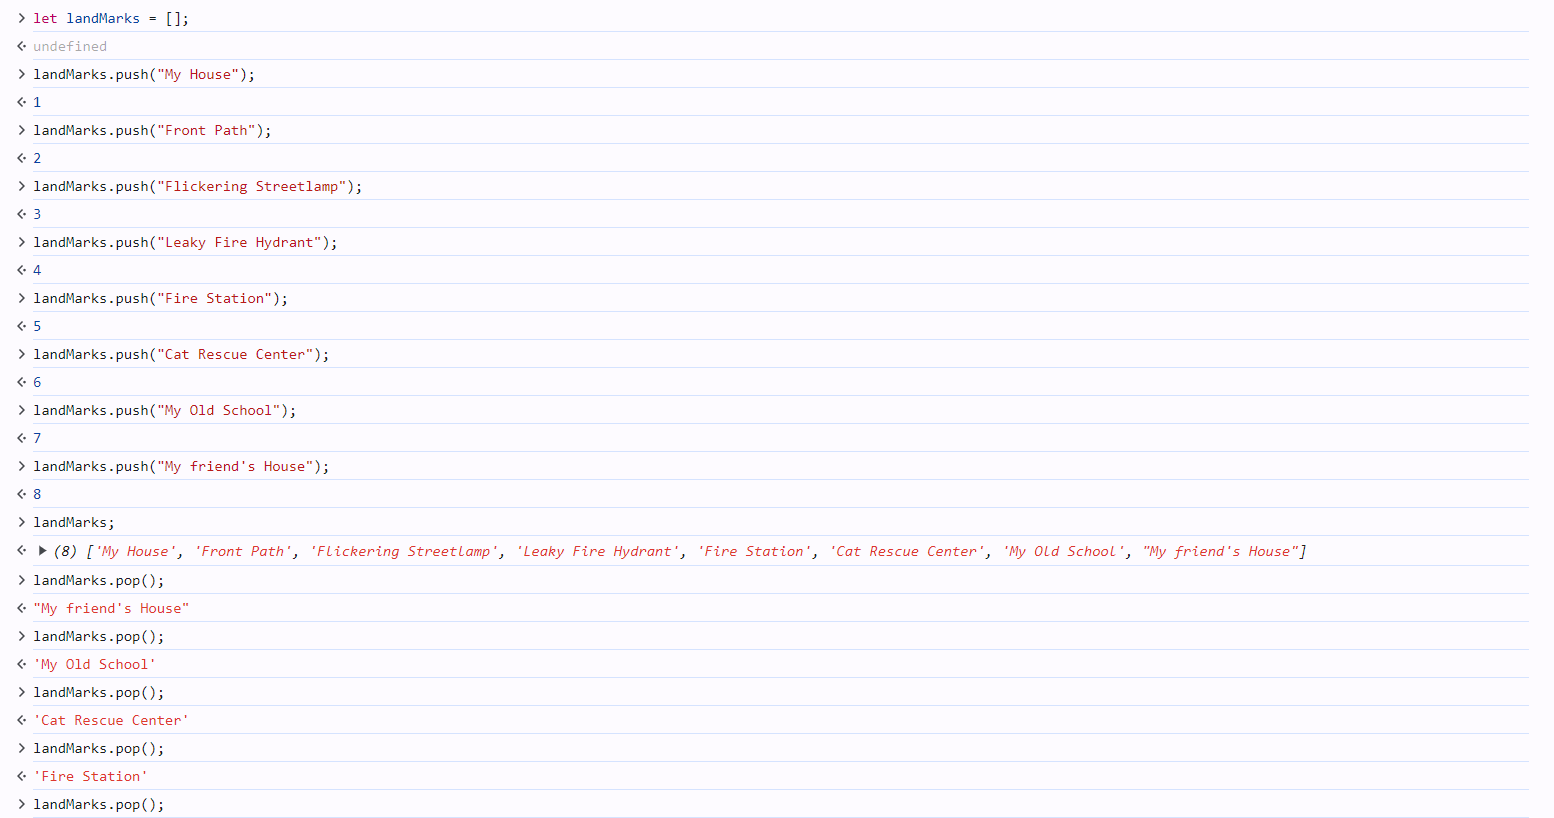 > let landMarks = [];
<· undefined
> landMarks.push("My House");
<· 1
> landMarks.push("Front Path");
<· 2
> landMarks.push("Flickering Streetlamp");
<· 3
> landMarks.push("Leaky Fire Hydrant");
<· 4
> landMarks.push("Fire Station");
<· 5
> landMarks.push("Cat Rescue Center");
<· 6
> landMarks.push("My Old School");
<· 7
> landMarks.push("My friend's House");
<· 8
> landMarks;
<· ▶ (8) ['My House', 'Front Path', 'Flickering Streetlamp', 'Leaky Fire Hydrant', 'Fire Station', 'Cat Rescue Center', 'My Old School', "My friend's House"]
> landMarks.pop();
<· "My friend's House"
> landMarks.pop();
<· 'My Old School'
> landMarks.pop();
<· 'Cat Rescue Center'
> landMarks.pop();
<· 'Fire Station'
> landMarks.pop();